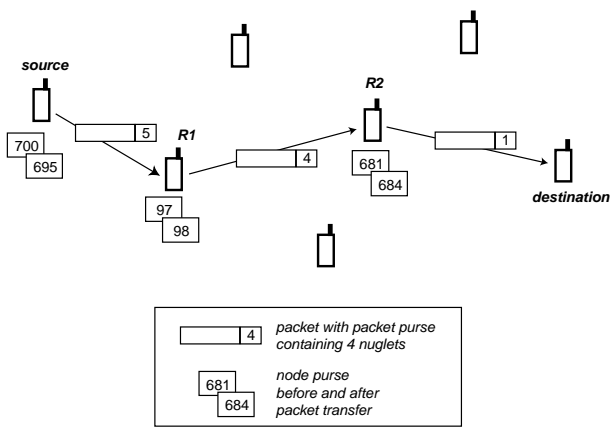 source
5
R1
700
695
97
98
4
R2
681
684
1
destination
4
packet with packet purse
containing 4 nuglets
681
684
node purse
before and after
packet transfer